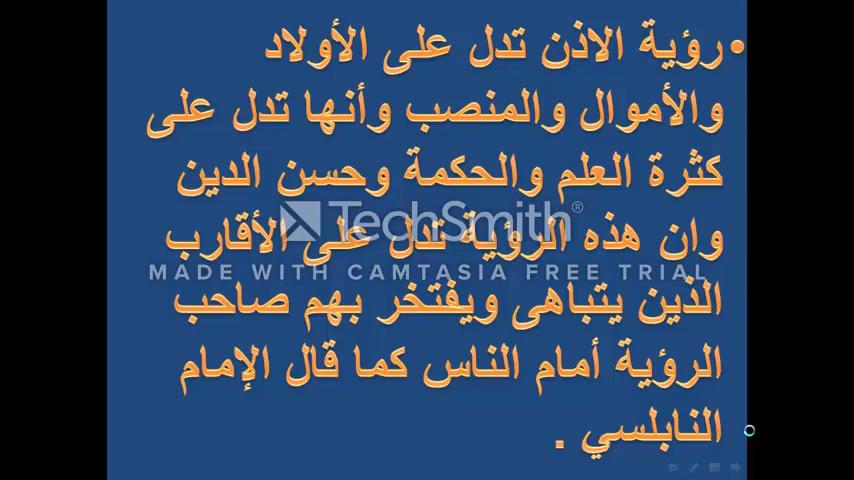 •رؤية الاذن تدل على الأولاد
والأموال والمنصب وأنها تدل على
كثرة العلم والحكمة وحسن الدين
وان هذه الرؤية تدل على الأقارب
TechSmith®
MADE WITH CAMTASIA FREE TRIAL
الذين يتباهى ويفتخر بهم صاحب
الرؤية أمام الناس كما قال الإمام
النابلسي .